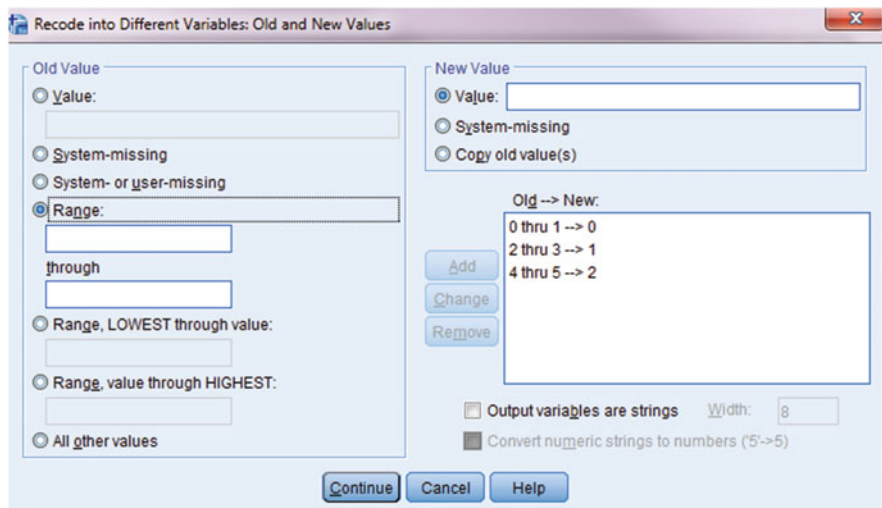 Recode into Different Variables: Old and New Values
Old Value
Value:
System-missing
System- or user-missing
Range:
through
Range, LOWEST through value:
Range, value through HIGHEST:
All other values
New Value
Value:
System-missing
Copy old value(s)
Old --> New:
0 thru 1 --> 0
2 thru 3 --> 1
4 thru 5 --> 2
Add
Change
Remove
Output variables are strings Width: 8
Convert numeric strings to numbers ('5'->5)
Continue Cancel Help